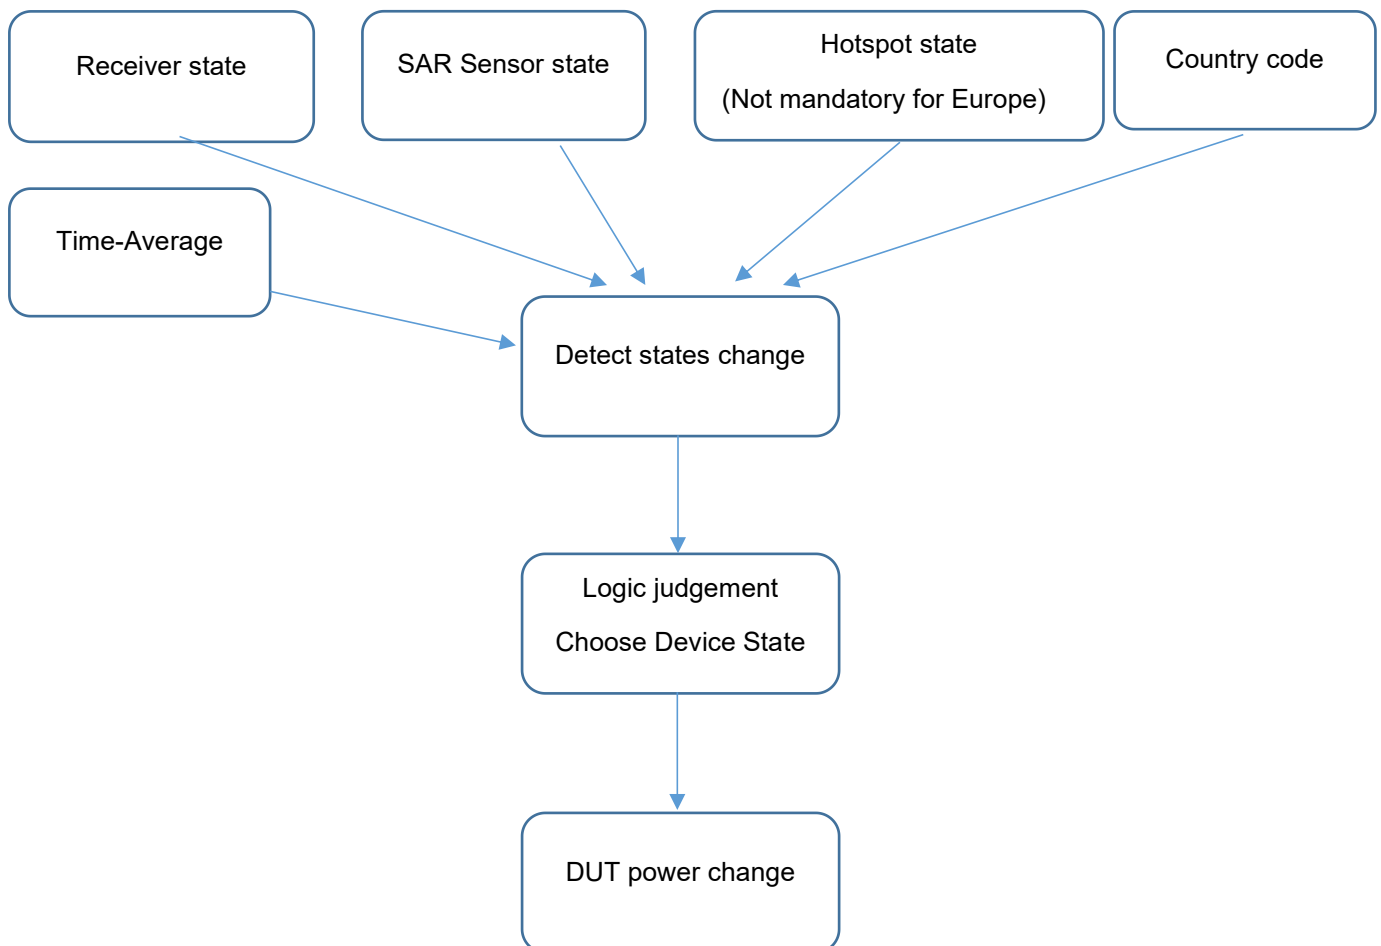 Receiver state
SAR Sensor state
Hotspot state
(Not mandatory for Europe)
Country code
Time-Average
Detect states change
Logic judgement
Choose Device State
DUT power change